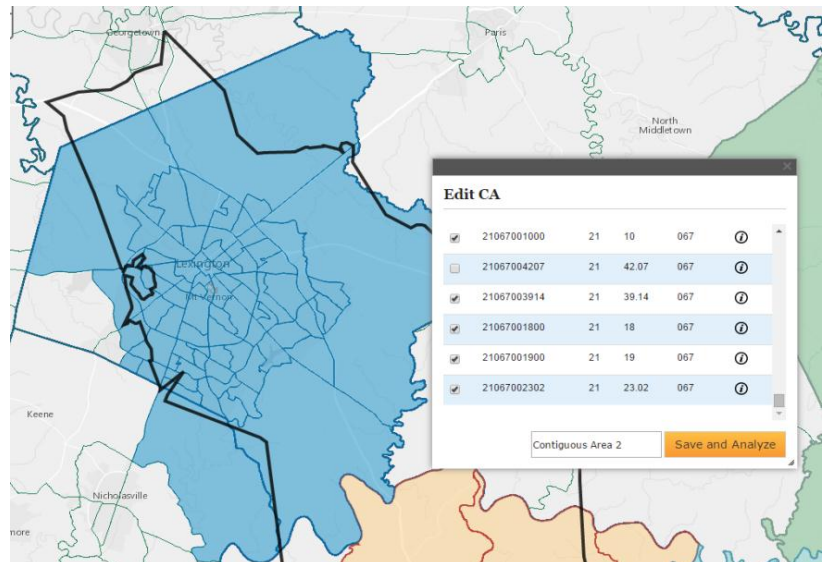 Georgetown
Paris
North
Middletown
Edit CA
21067001000 21 10 067
21067004207 21 42.07 067
21067003914 21 39.14 067
21067001800 21 18 067
21067001900 21 19 067
21067002302 21 23.02 067
Contiguous Area 2 Save and Analyze
Lexington
Mt Vernon
Keene
Nicholasville
more